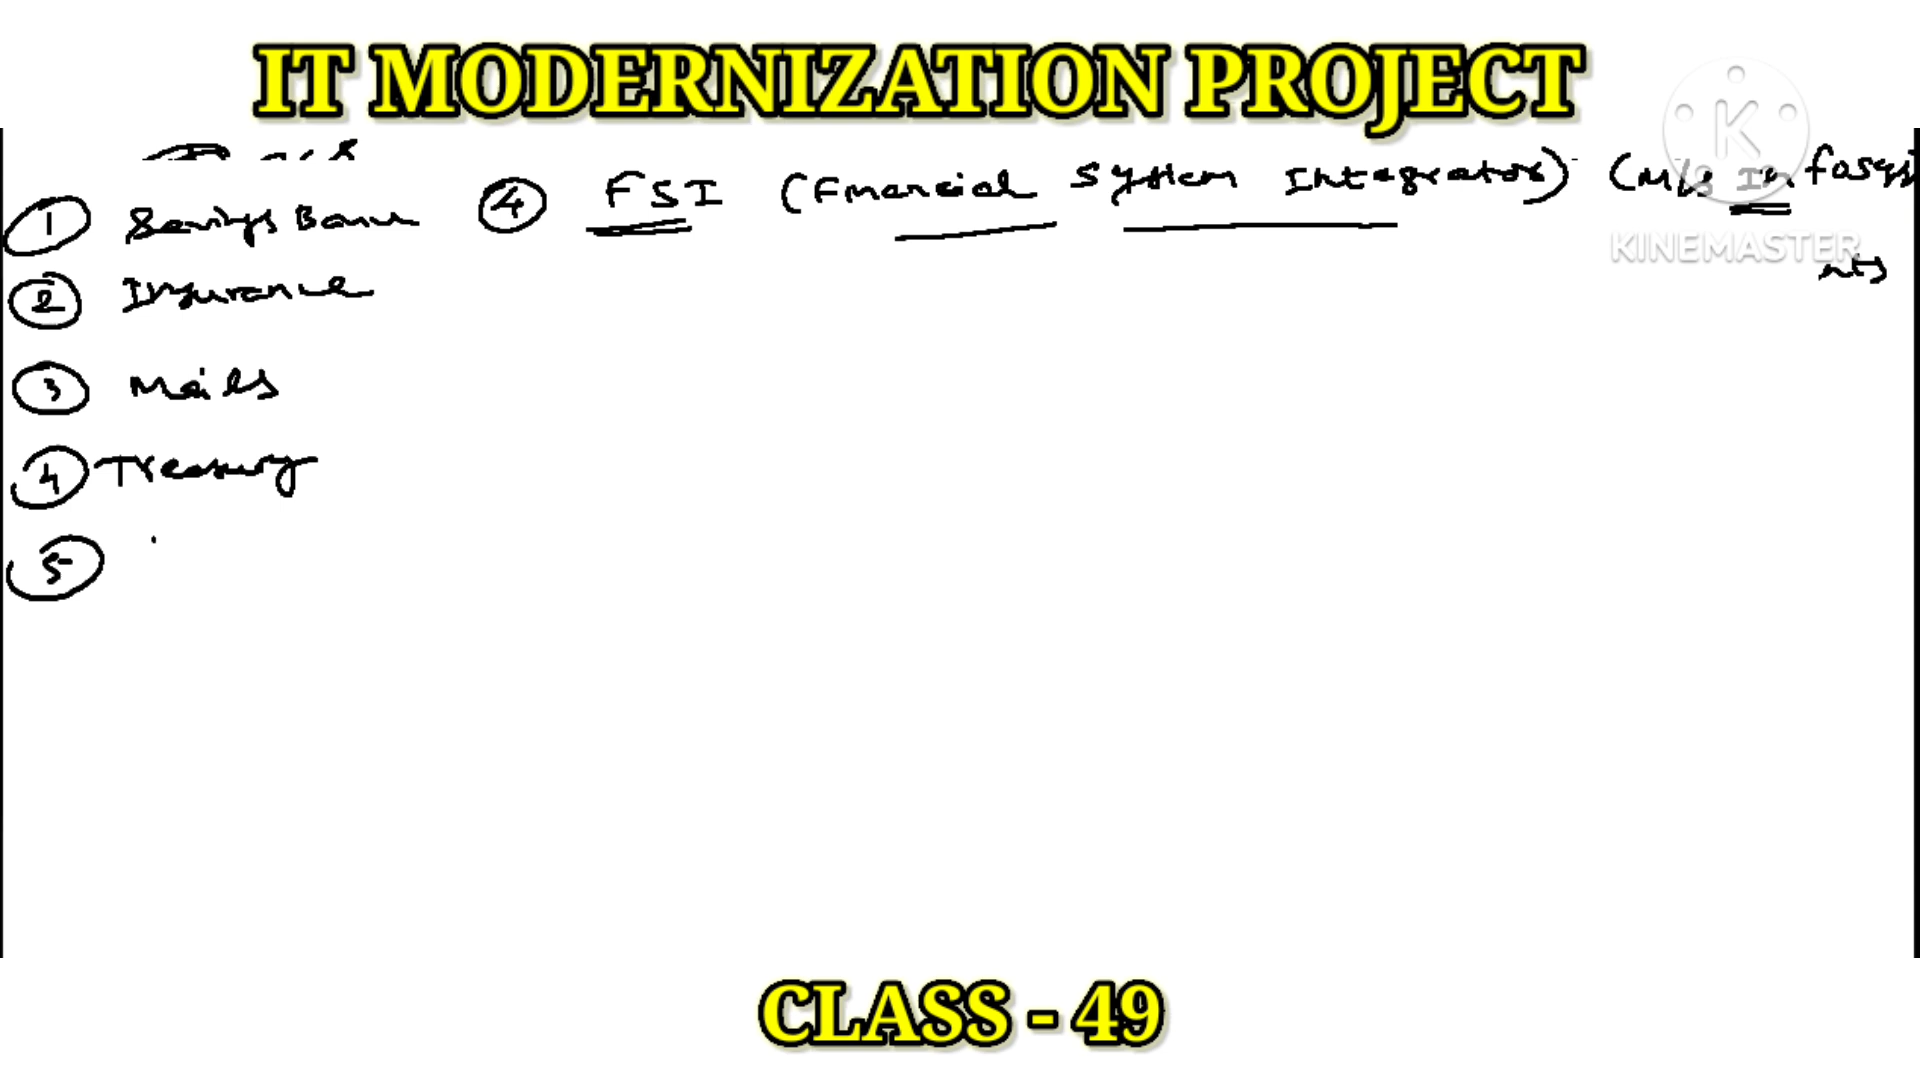 IT MODERNIZATION PROJECT
① Savings Bank
② Insurance
③ Mails
④ Treasury
⑤
④ FSI (Financial System Integrator) (M/s Infosys
KINEMASTER
CLASS - 49